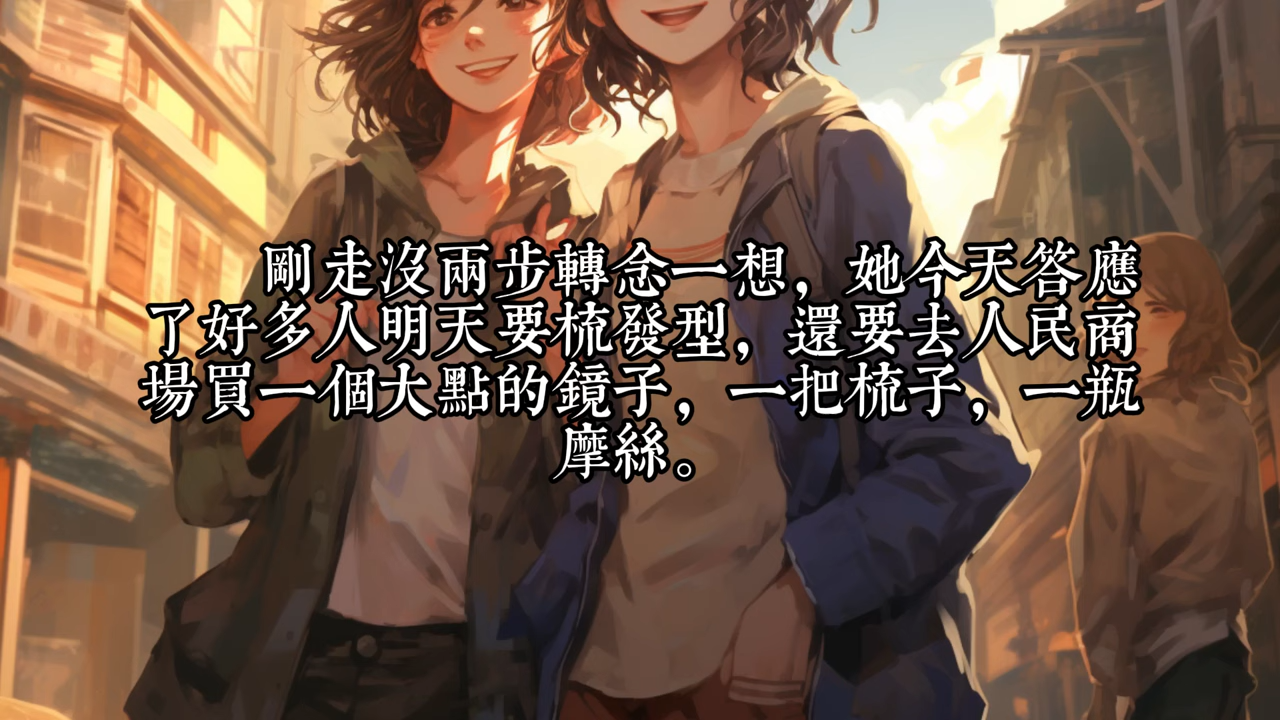 剛走沒兩步轉念一想，她今天答應
了好多人明天要梳發型，還要去人民商
場買一個大點的鏡子，一把梳子，一瓶
摩絲。